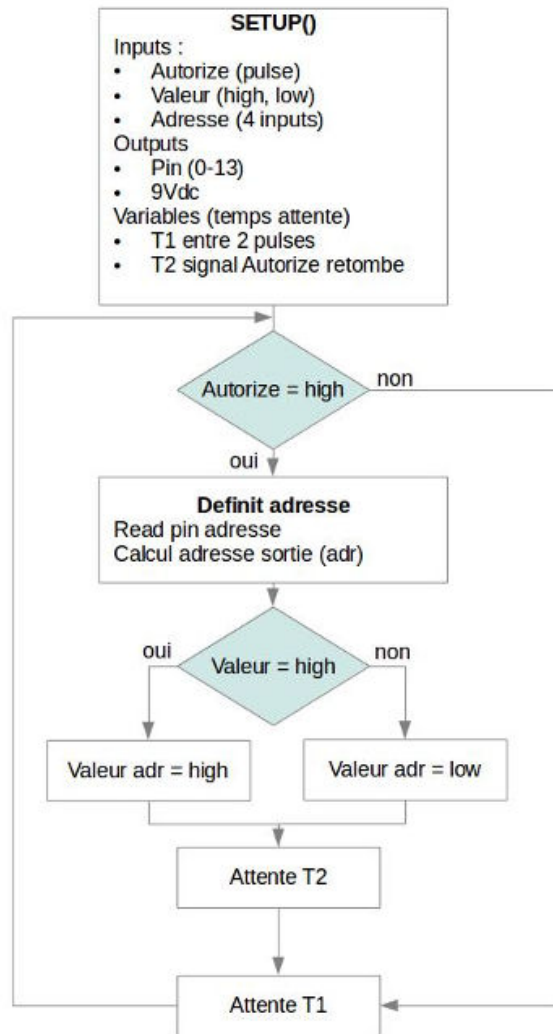 SETUP()
Inputs :
• Autorize (pulse)
• Valeur (high, low)
• Adresse (4 inputs)
Outputs
• Pin (0-13)
• 9Vdc
Variables (temps attente)
• T1 entre 2 pulses
• T2 signal Autorize retombe
Autorize = high
non
oui
Definit adresse
Read pin adresse
Calcul adresse sortie (adr)
oui
Valeur = high
non
Valeur adr = high
Valeur adr = low
Attente T2
Attente T1